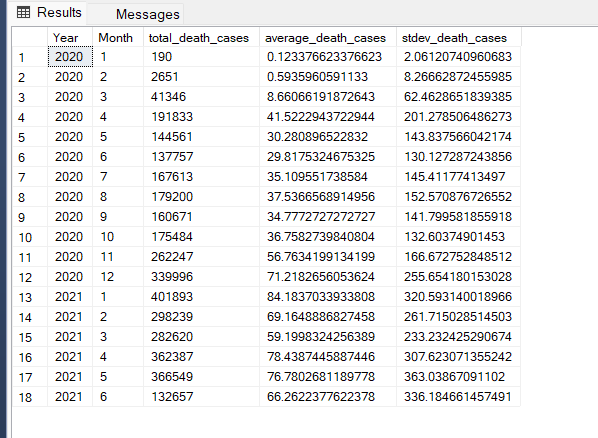 Results Messages
Year Month total_death_cases average_death_cases stdev_death_cases
1 2020 1 190 0.123376623376623 2.06120740960683
2 2020 2 2651 0.5935960591133 8.26662872455985
3 2020 3 41346 8.66066191872643 62.4628651839385
4 2020 4 191833 41.5222943722944 201.278506486273
5 2020 5 144561 30.280896522832 143.837566042174
6 2020 6 137757 29.8175324675325 130.127287243856
7 2020 7 167613 35.109551738584 145.41177413497
8 2020 8 179200 37.5366568914956 152.570876726552
9 2020 9 160671 34.7772727272727 141.799581855918
10 2020 10 175484 36.7582739840804 132.60374901453
11 2020 11 262247 56.7634199134199 166.672752848512
12 2020 12 339996 71.2182656053624 255.654180153028
13 2021 1 401893 84.1837033933808 320.593140018966
14 2021 2 298239 69.1648886827458 261.715028514503
15 2021 3 282620 59.1998324256389 233.232425290674
16 2021 4 362387 78.4387445887446 307.623071355242
17 2021 5 366549 76.7802681189778 363.03867091102
18 2021 6 132657 66.2622377622378 336.184661457491